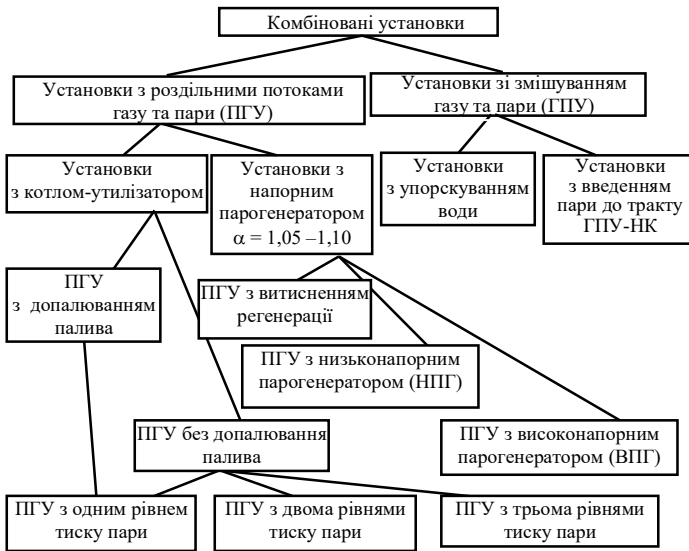 Комбіновані установки
Установки з роздільними потоками
газу та пари (ПГУ)
Установки зі змішуванням
газу та пари (ГПУ)
Установки
з котлом-утилізатором
Установки з
напорним
парогенератором
α = 1,05 –1,10
Установки
з упорскуванням
води
Установки
з введенням
пари до тракту
ГПУ-НК
ПГУ
з допалюванням
палива
ПГУ з витисненням
регенерації
ПГУ з низьконапорним
парогенератором (НПГ)
ПГУ без допалювання
палива
ПГУ з високонапорним
парогенератором (ВПГ)
ПГУ з одним рівнем
тиску пари
ПГУ з двома рівнями
тиску пари
ПГУ з трьома рівнями
тиску пари